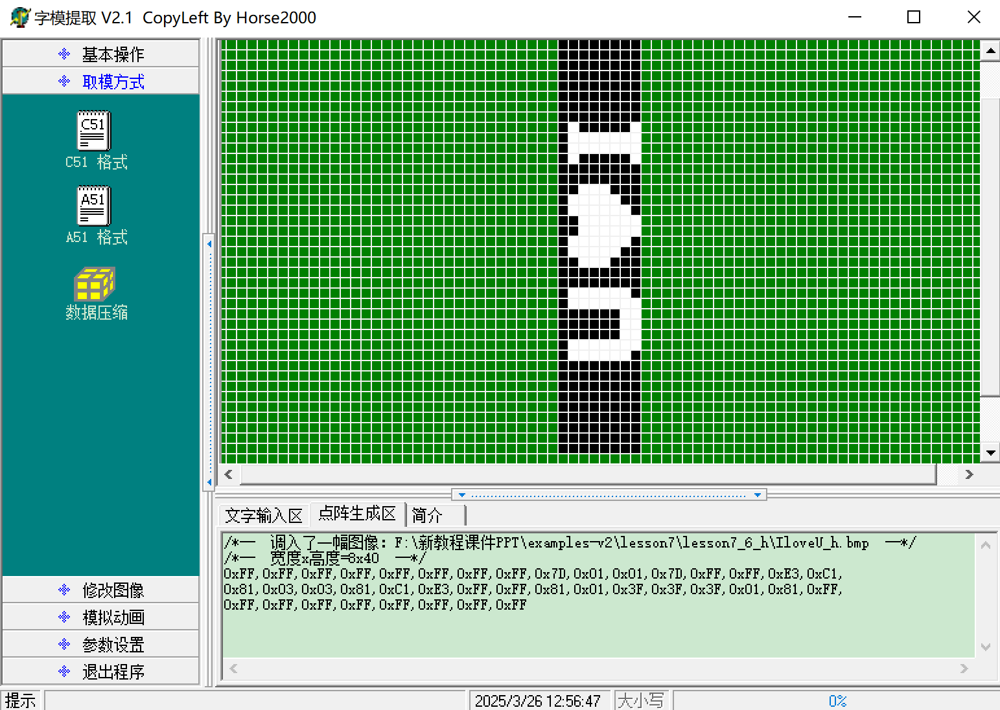 字模提取 V2.1  CopyLeft By Horse2000
基本操作
取模方式
C51
C51 格式
A51
A51 格式
数据压缩
修改图像
模拟动画
参数设置
退出程序
文字输入区
点阵生成区
简介
/*--  调入了一幅图像：F:\新教程课件PPT\examples-v2\lesson7\lesson7_6_h\IloveU_h.bmp  --*/
/*--  宽度x高度=8x40  --*/
0xFF,0xFF,0xFF,0xFF,0xFF,0xFF,0xFF,0xFF,0x7D,0x01,0x01,0x7D,0xFF,0xFF,0xE3,0xC1,
0x81,0x03,0x03,0x81,0xC1,0xE3,0xFF,0xFF,0x81,0x01,0x3F,0x3F,0x3F,0x01,0x81,0xFF,
0xFF,0xFF,0xFF,0xFF,0xFF,0xFF,0xFF,0xFF
提示
2025/3/26 12:56:47
大小写
0%